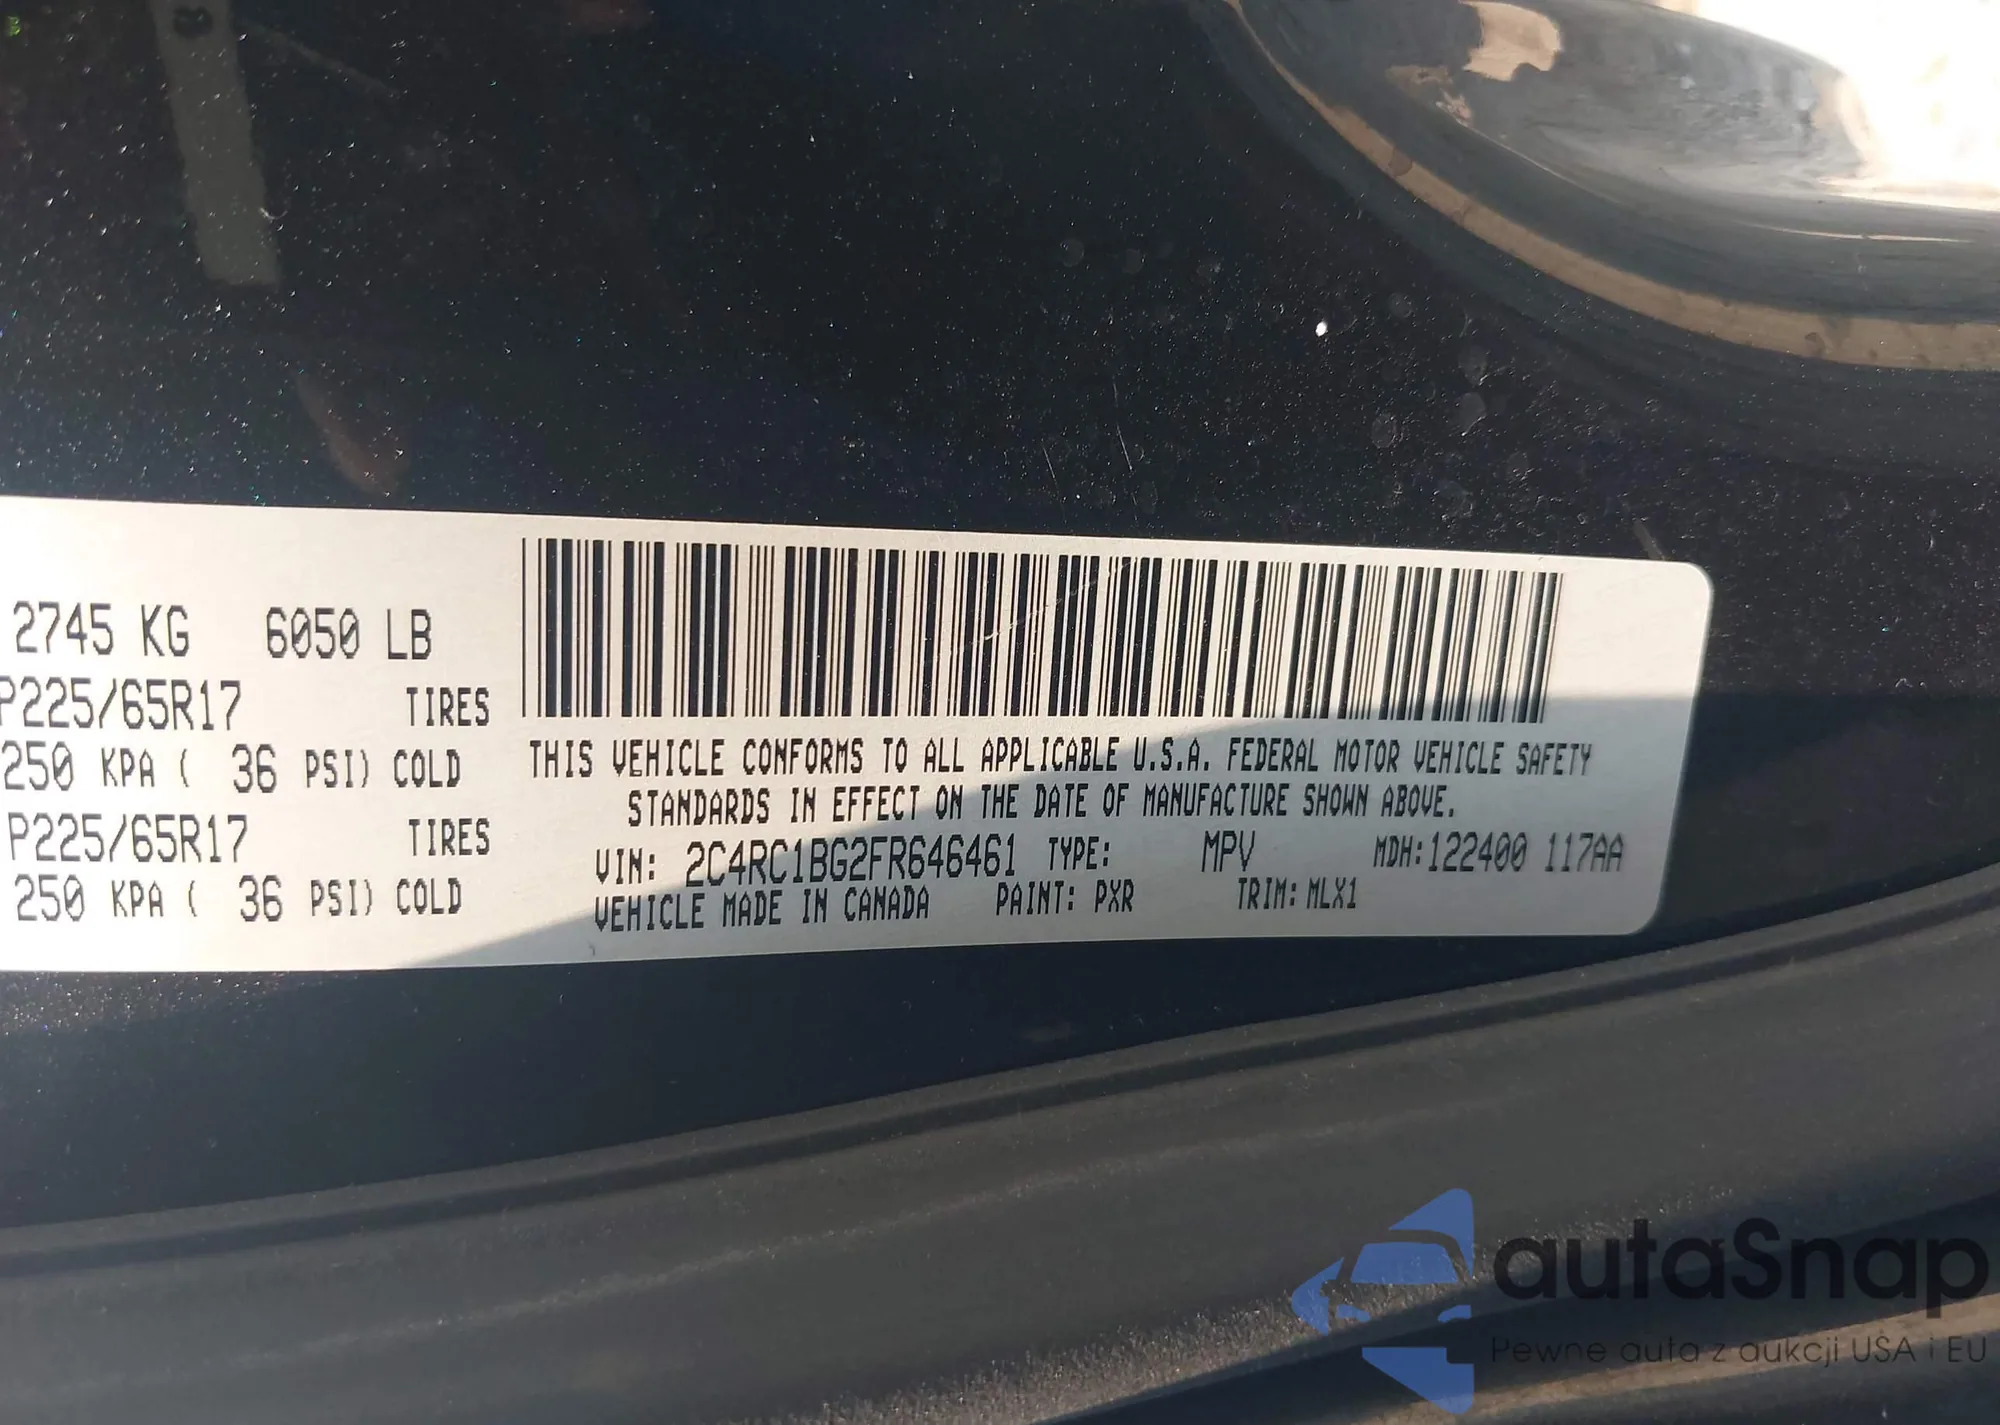 2745 KG 6050 LB
P225/65R17 TIRES
250 KPA ( 36 PSI) COLD
P225/65R17 TIRES
250 KPA ( 36 PSI) COLD
THIS VEHICLE CONFORMS TO ALL APPLICABLE U.S.A. FEDERAL MOTOR VEHICLE SAFETY
STANDARDS IN EFFECT ON THE DATE OF MANUFACTURE SHOWN ABOVE.
VIN: 2C4RC1BG2FR646461 TYPE: MPV MDH:122400 117AA
VEHICLE MADE IN CANADA PAINT: PXR TRIM: MLX1
autaSnap
Pewne auta z aukcji USA i EU